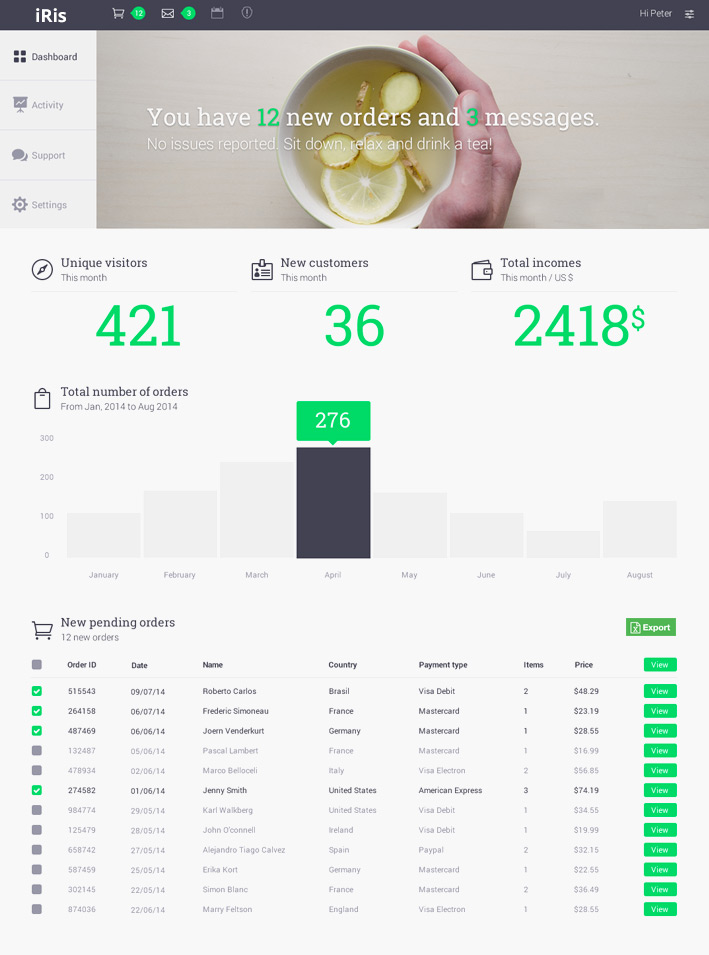 iRis
12
3
Hi Peter
Dashboard
Activity
Support
Settings
You have 12 new orders and 3 messages.
No issues reported. Sit down, relax and drink a tea!
Unique visitors
This month
421
New customers
This month
36
Total incomes
This month / US $
2418$
Total number of orders
From Jan, 2014 to Aug 2014
276
300
200
100
0
January February March April May June July August
New pending orders
12 new orders
Export
Order ID Date Name Country Payment type Items Price View
515543 09/07/14 Roberto Carlos Brasil Visa Debit 2 $48.29 View
264158 06/07/14 Frederic Simoneau France Mastercard 1 $23.19 View
487469 06/06/14 Joern Venderkurt Germany Mastercard 1 $28.55 View
132487 05/06/14 Pascal Lambert France Mastercard 1 $16.99 View
478934 02/06/14 Marco Belloceli Italy Visa Electron 2 $56.85 View
274582 01/06/14 Jenny Smith United States American Express 3 $74.19 View
984774 29/05/14 Karl Walkberg United States Visa Debit 1 $34.55 View
125479 28/05/14 John O'connell Ireland Visa Debit 1 $19.99 View
658742 27/05/14 Alejandro Tiago Calvez Spain Paypal 2 $32.15 View
587459 25/05/14 Erika Kort Germany Mastercard 1 $22.55 View
302145 22/05/14 Simon Blanc France Mastercard 2 $36.49 View
874036 22/06/14 Marry Feltson England Visa Electron 1 $28.55 View